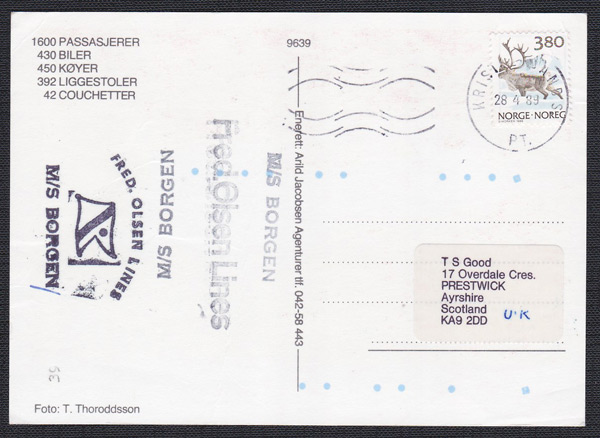 1600 PASSASJERER
430 BILER
450 KØYER
392 LIGGESTOLER
42 COUCHETTER
9639
380
NORGE·NOREG
28 4 89
PT.
FRED. OLSEN LINES
M/S BORGEN
M/S BORGEN
Fred.Olsen Lines
M/S BORGEN
Enerett: Arild Jacobsen Agenturer tlf. 042-58 443
T S Good
17 Overdale Cres.
PRESTWICK
Ayrshire
Scotland
KA9 2DD
U.K
Foto: T. Thoroddsson